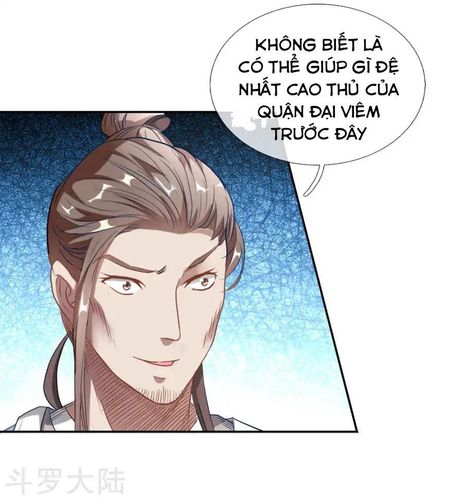 KHÔNG BIẾT LÀ
CÓ THỂ GIÚP GÌ ĐỆ
NHẤT CAO THỦ CỦA
QUẬN ĐẠI VIÊM
TRƯỚC ĐÂY
斗罗大陆